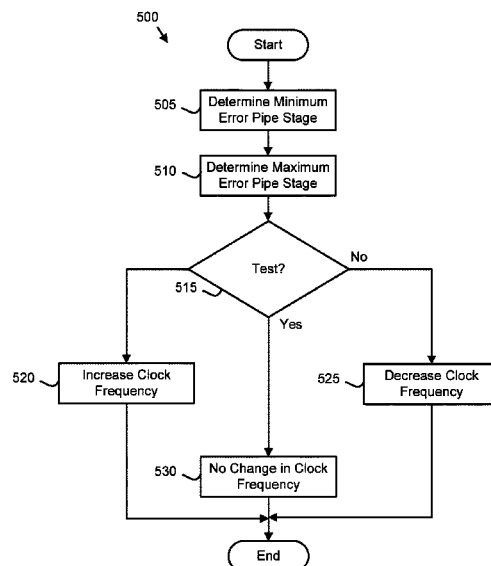 500
Start
505
Determine Minimum
Error Pipe Stage
510
Determine Maximum
Error Pipe Stage
Test?
No
515
Yes
520
Increase Clock
Frequency
525
Decrease Clock
Frequency
530
No Change in Clock
Frequency
End